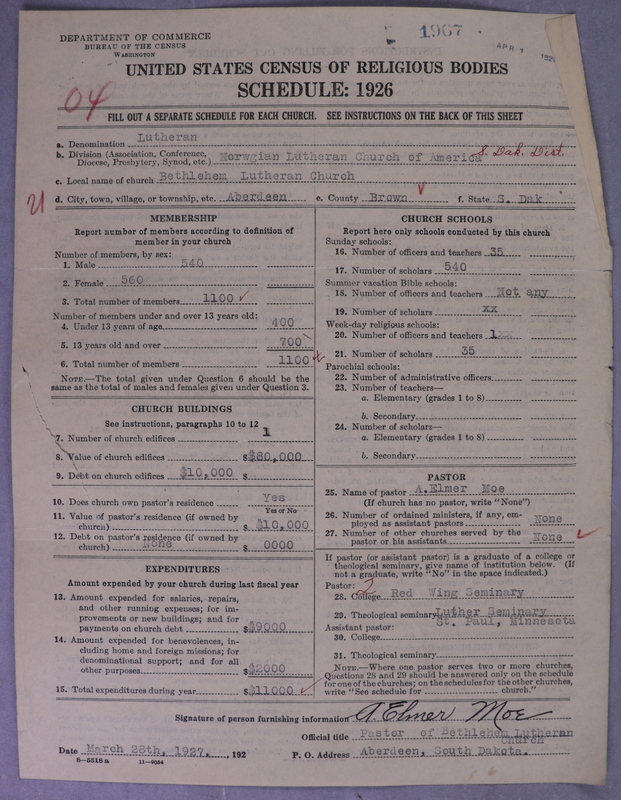 DEPARTMENT OF COMMERCE
BUREAU OF THE CENSUS
WASHINGTON
1967
APR 1
UNITED STATES CENSUS OF RELIGIOUS BODIES
SCHEDULE: 1926
04
FILL OUT A SEPARATE SCHEDULE FOR EACH CHURCH. SEE INSTRUCTIONS ON THE BACK OF THIS SHEET
a. Denomination Lutheran
b. Division (Association, Conference, Diocese, Presbytery, Synod, etc.) Norwgian Lutheran Church of America S. Dak. Dist.
c. Local name of church Bethlehem Lutheran Church
21
d. City, town, village, or township, etc. Aberdeen e. County Brown f. State S. Dak
MEMBERSHIP
Report number of members according to definition of
member in your church
Number of members, by sex:
1. Male 540
2. Female 560
3. Total number of members 1100
Number of members under and over 13 years old:
4. Under 13 years of age 400
5. 13 years old and over 700
6. Total number of members 1100
NOTE.—The total given under Question 6 should be the
same as the total of males and females given under Question 3.
CHURCH BUILDINGS
See instructions, paragraphs 10 to 12
7. Number of church edifices 1
8. Value of church edifices $ $80,000
9. Debt on church edifices $10,000 $
10. Does church own pastor's residence Yes
Yes or No
11. Value of pastor's residence (if owned by
church) $ $10,000
12. Debt on pastor's residence (if owned by
church) None $ 0000
EXPENDITURES
Amount expended by your church during last fiscal year
13. Amount expended for salaries, repairs,
and other running expenses; for im-
provements or new buildings; and for
payments on church debt $ $9000
14. Amount expended for benevolences, in-
cluding home and foreign missions; for
denominational support; and for all
other purposes $ $2000
15. Total expenditures during year $ $11000
CHURCH SCHOOLS
Report here only schools conducted by this church
Sunday schools:
16. Number of officers and teachers 35
17. Number of scholars 540
Summer vacation Bible schools:
18. Number of officers and teachers Not any
19. Number of scholars xx
Week-day religious schools:
20. Number of officers and teachers 1
21. Number of scholars 35
Parochial schools:
22. Number of administrative officers
23. Number of teachers—
a. Elementary (grades 1 to 8)
b. Secondary
24. Number of scholars—
a. Elementary (grades 1 to 8)
b. Secondary
PASTOR
25. Name of pastor A.Elmer Moe
(If church has no pastor, write "None")
26. Number of ordained ministers, if any, em-
ployed as assistant pastors None
27. Number of other churches served by the
pastor or his assistants None
If pastor (or assistant pastor) is a graduate of a college or
theological seminary, give name of institution below. (If
not a graduate, write "No" in the space indicated.)
Pastor: 2
28. College Red Wing Seminary
29. Theological seminary Luther Seminary
St. Paul, Minnesota
Assistant pastor:
30. College
31. Theological seminary
NOTE.—Where one pastor serves two or more churches,
Questions 28 and 29 should be answered only on the schedule
for one of the churches; on the schedules for the other churches,
write "See schedule for church."
Signature of person furnishing information A. Elmer Moe
Official title Pastor of Bethlehem Lutheran
Church
Date March 28th, 1927, , 192 P. O. Address Aberdeen, South Dakota.
8—5518a 11—9084